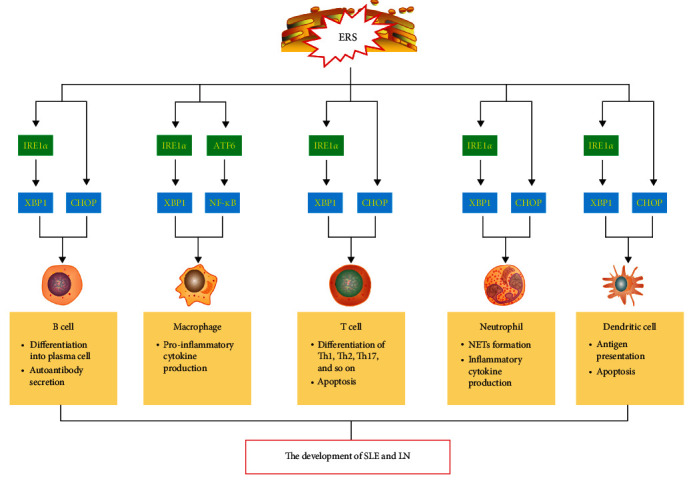 ERS
IRE1α
IRE1α
ATF6
IRE1α
IRE1α
IRE1α
XBP1
CHOP
XBP1
NF-κB
XBP1
CHOP
XBP1
CHOP
XBP1
CHOP
B cell
• Differentiation
into plasma cell
• Autoantibody
secretion
Macrophage
• Pro-inflammatory
cytokine
production
T cell
• Differentiation of
Th1, Th2, Th17,
and so on
• Apoptosis
Neutrophil
• NETs formation
• Inflammatory
cytokine
production
Dendritic cell
• Antigen
presentation
• Apoptosis
The development of SLE and LN